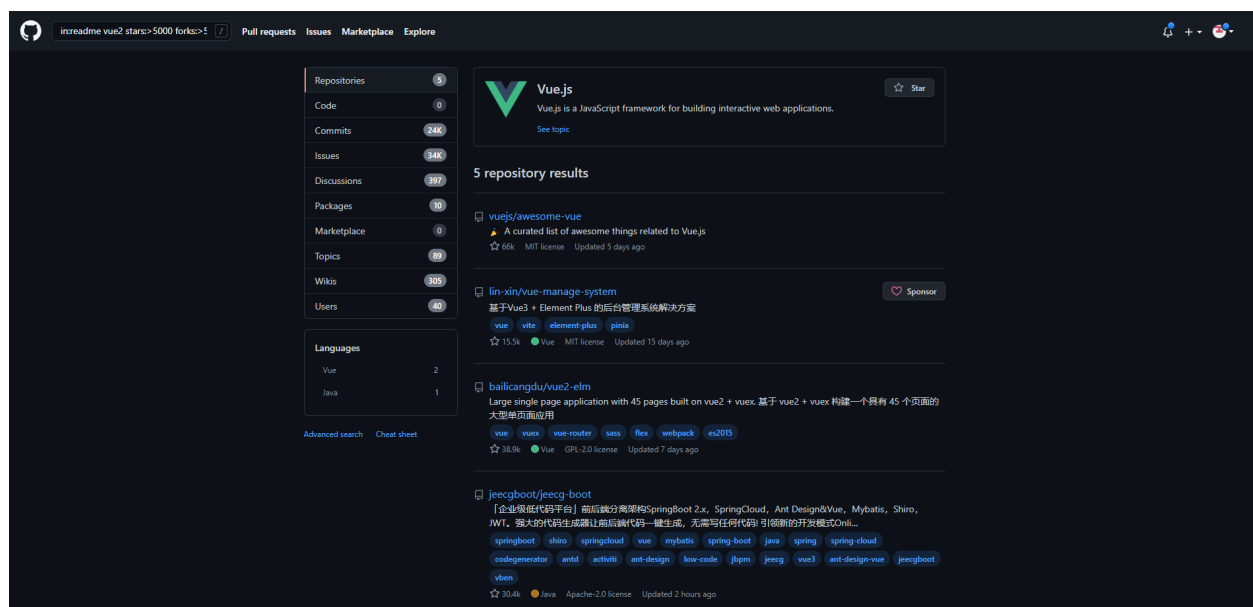 in:readme vue2 stars:>5000 forks:>5 /
Pull requests Issues Marketplace Explore
Repositories 5
Code 0
Commits 24K
Issues 34K
Discussions 397
Packages 10
Marketplace 0
Topics 89
Wikis 305
Users 40
Languages
Vue 2
Java 1
Advanced search Cheat sheet
Vue.js
Star
Vue.js is a JavaScript framework for building interactive web applications.
See topic
5 repository results
vuejs/awesome-vue
A curated list of awesome things related to Vue.js
66k MIT license Updated 5 days ago
lin-xin/vue-manage-system
Sponsor
基于Vue3 + Element Plus 的后台管理系统解决方案
vue vite element-plus pinia
15.5k Vue MIT license Updated 15 days ago
bailicangdu/vue2-elm
Large single page application with 45 pages built on vue2 + vuex. 基于 vue2 + vuex 构建一个具有 45 个页面的
大型单页面应用
vue vuex vue-router sass flex webpack es2015
38.9k Vue GPL-2.0 license Updated 7 days ago
jeecgboot/jeecg-boot
「企业级低代码平台」前后端分离架构SpringBoot 2.x，SpringCloud，Ant Design&Vue，Mybatis，Shiro，
JWT。强大的代码生成器让前后端代码一键生成，无需写任何代码! 引领新的开发模式Onli...
springboot shiro springcloud vue mybatis spring-boot java spring spring-cloud
codegenerator antd activiti ant-design low-code jbpm jeecg vue3 ant-design-vue jeecgboot
vben
30.4k Java Apache-2.0 license Updated 2 hours ago